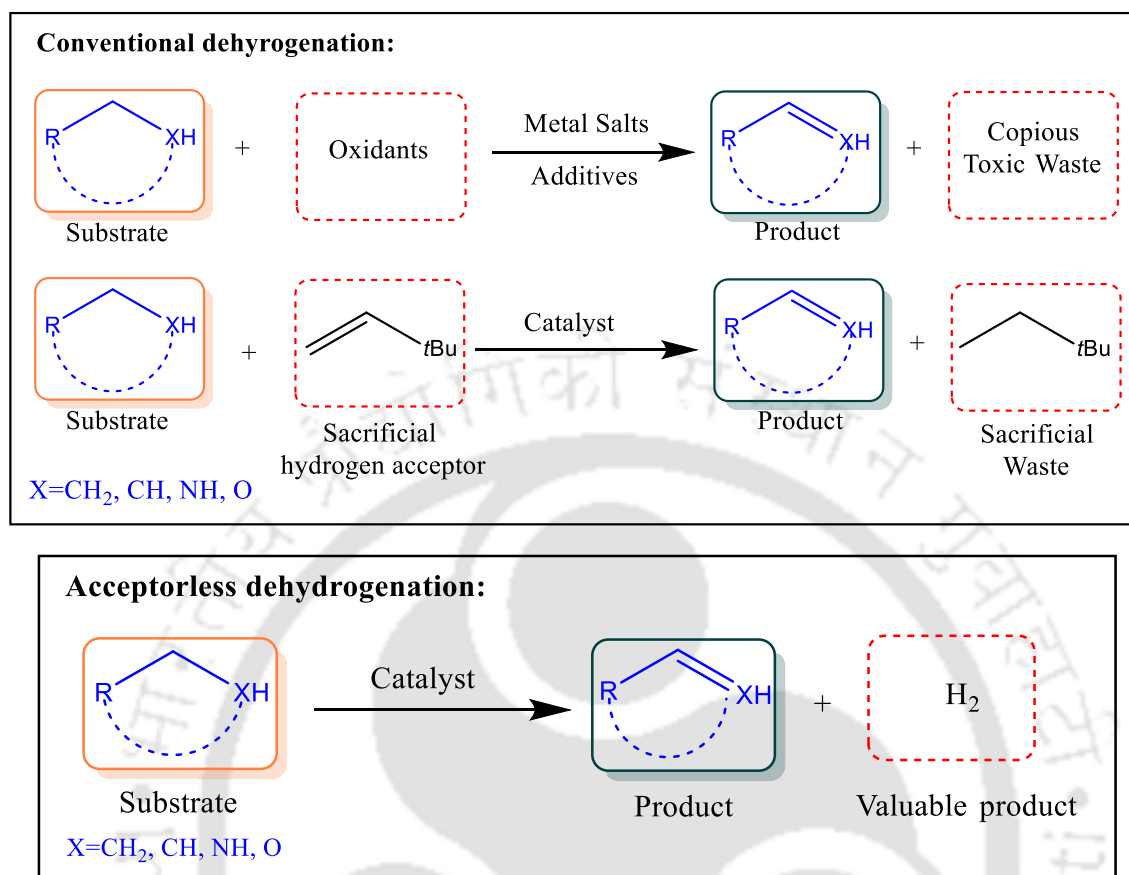 Conventional dehyrogenation:
R XH
Substrate
+
Oxidants
Metal Salts
Additives
R XH
Product
+
Copious
Toxic Waste
R XH
Substrate
+
tBu
Sacrificial
hydrogen acceptor
Catalyst
R XH
Product
+
tBu
Sacrificial
Waste
X=CH2, CH, NH, O
Acceptorless dehydrogenation:
R XH
Substrate
Catalyst
R XH
Product
+
H2
Valuable product
X=CH2, CH, NH, O